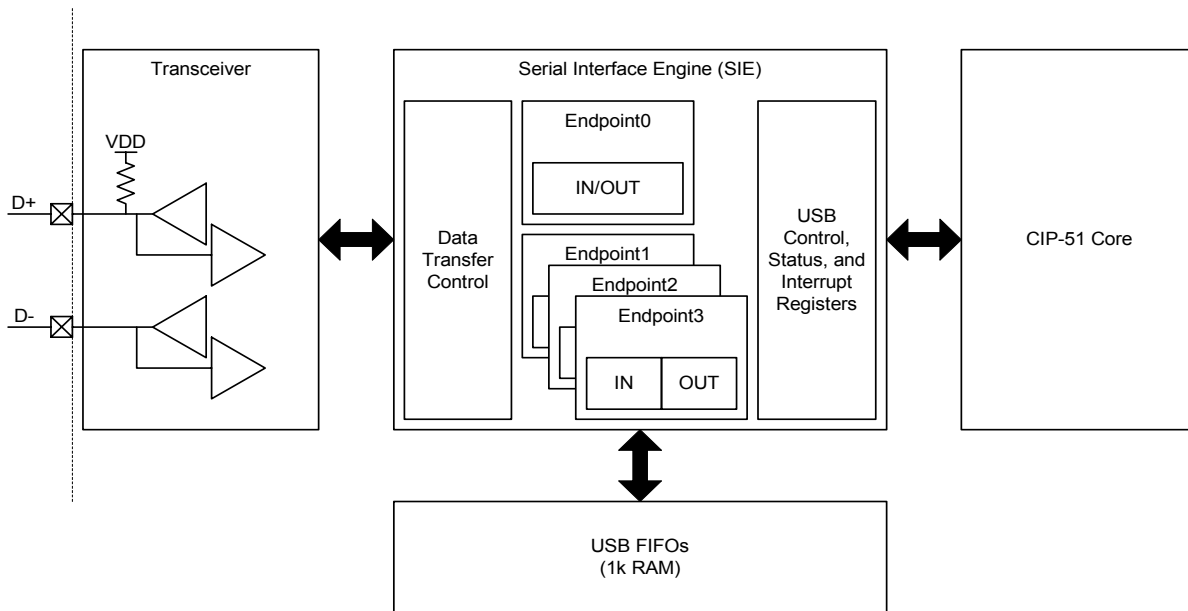 Transceiver
VDD
D+
D-
Serial Interface Engine (SIE)
Data
Transfer
Control
Endpoint0
IN/OUT
Endpoint1
Endpoint2
Endpoint3
IN
OUT
USB
Control,
Status, and
Interrupt
Registers
CIP-51 Core
USB FIFOs
(1k RAM)